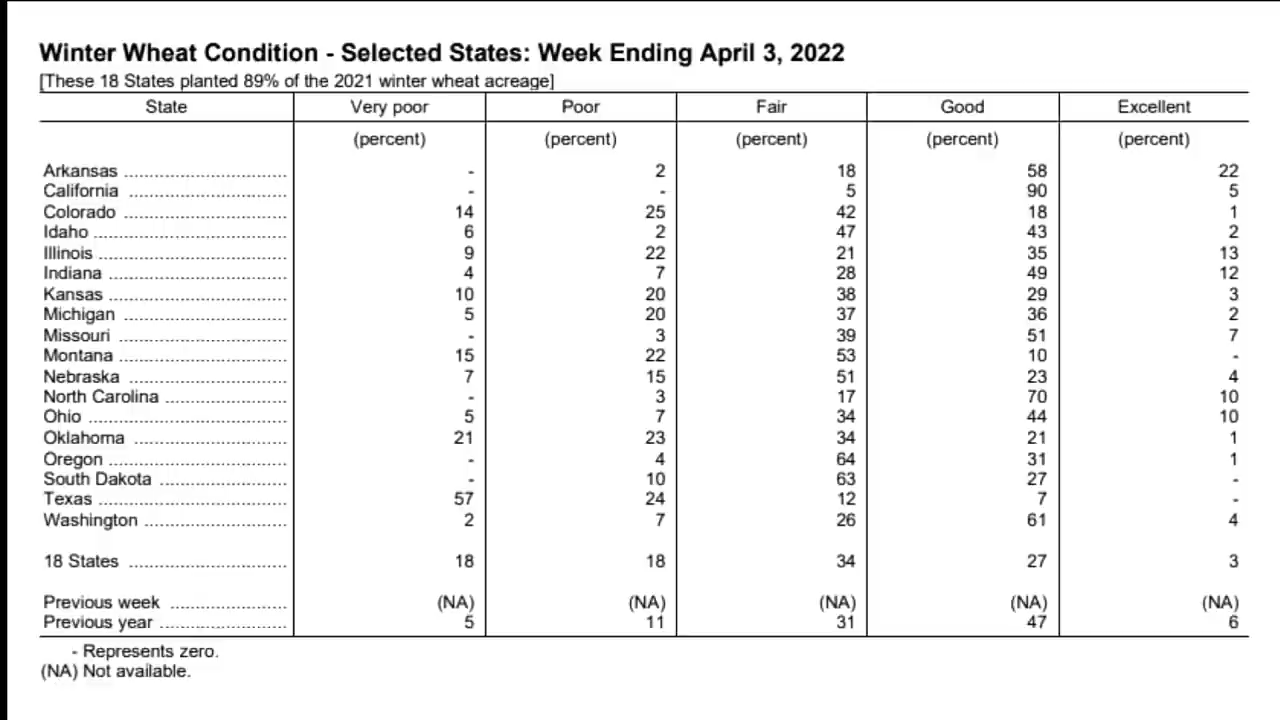 Winter Wheat Condition - Selected States: Week Ending April 3, 2022
[These 18 States planted 89% of the 2021 winter wheat acreage]
State Very poor Poor Fair Good Excellent
(percent) (percent) (percent) (percent) (percent)
Arkansas ................................. - 2 18 58 22
California ................................ - - 5 90 5
Colorado ................................. 14 25 42 18 1
Idaho ....................................... 6 2 47 43 2
Illinois ...................................... 9 22 21 35 13
Indiana .................................... 4 7 28 49 12
Kansas .................................... 10 20 38 29 3
Michigan ................................. 5 20 37 36 2
Missouri .................................. - 3 39 51 7
Montana ................................... 15 22 53 10 -
Nebraska ................................ 7 15 51 23 4
North Carolina ......................... - 3 17 70 10
Ohio ........................................ 5 7 34 44 10
Oklahoma ............................... 21 23 34 21 1
Oregon .................................... - 4 64 31 1
South Dakota .......................... - 10 63 27 -
Texas ...................................... 57 24 12 7 -
Washington ............................. 2 7 26 61 4
18 States ................................ 18 18 34 27 3
Previous week ........................ (NA) (NA) (NA) (NA) (NA)
Previous year .......................... 5 11 31 47 6
- Represents zero.
(NA) Not available.